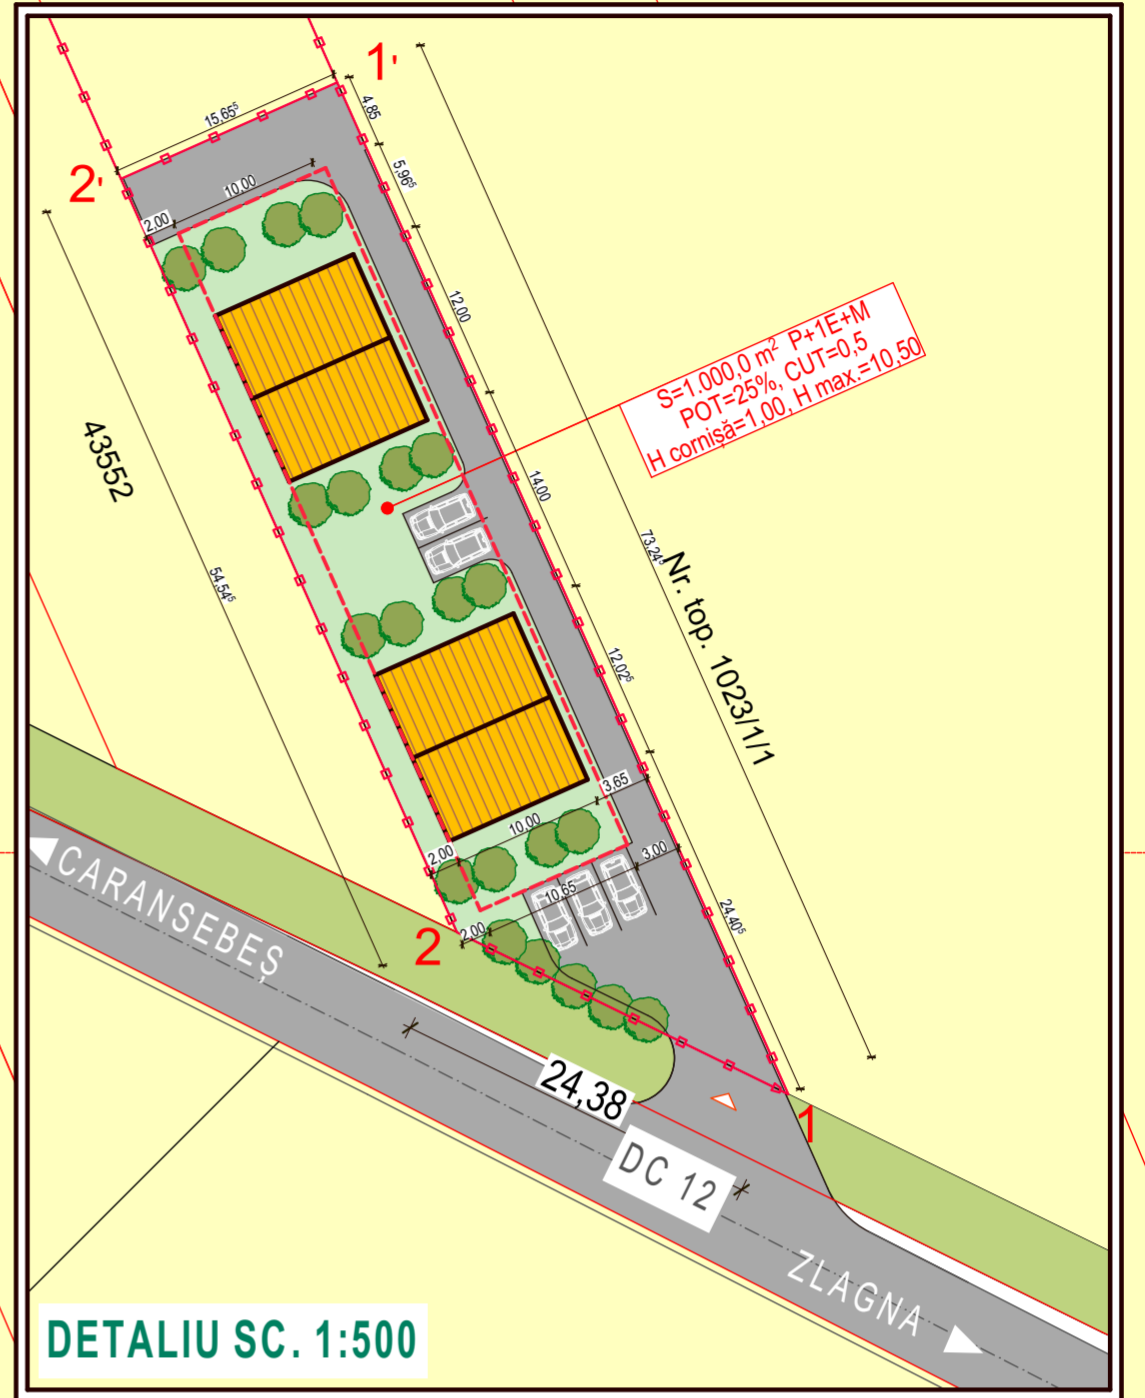 1'
15,65⁵
4,85
2'
10,00
5,96⁵
2,00
12,00
S=1.000,0 m² P+1E+M
POT=25%, CUT=0,5
H cornișă=1,00, H max.=10,50
43552
14,00
73,24⁵
Nr. top. 1023/1/1
54,54⁵
12,02⁵
3,65
10,00
2,00
3,00
10,65
24,40⁵
2,00
2
CARANSEBEȘ
24,38
1
DC 12
ZLAGNA
DETALIU SC. 1:500